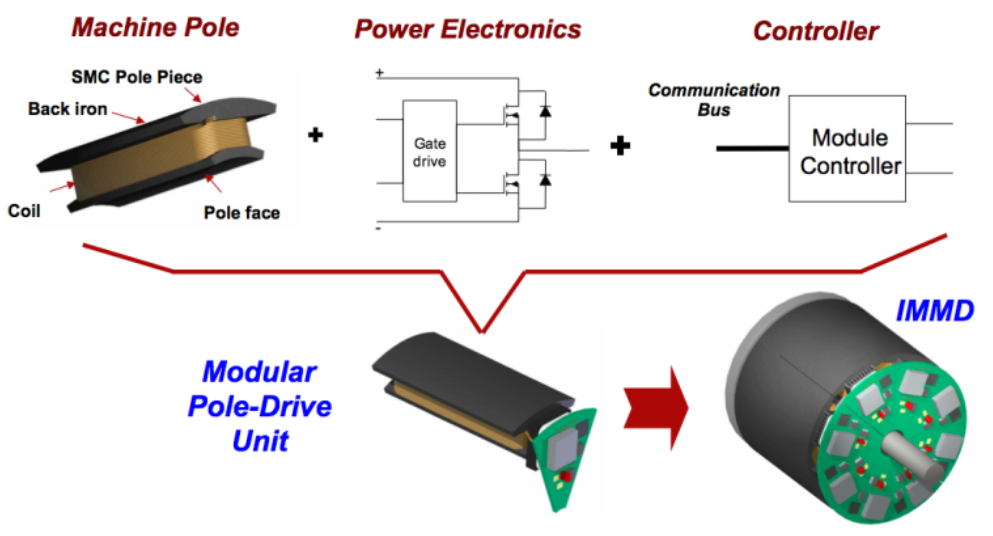 Machine Pole
Power Electronics
Controller
SMC Pole Piece
Back iron
Coil
Pole face
+
+
Gate
drive
-
+
Communication
Bus
Module
Controller
Modular
Pole-Drive
Unit
IMMD